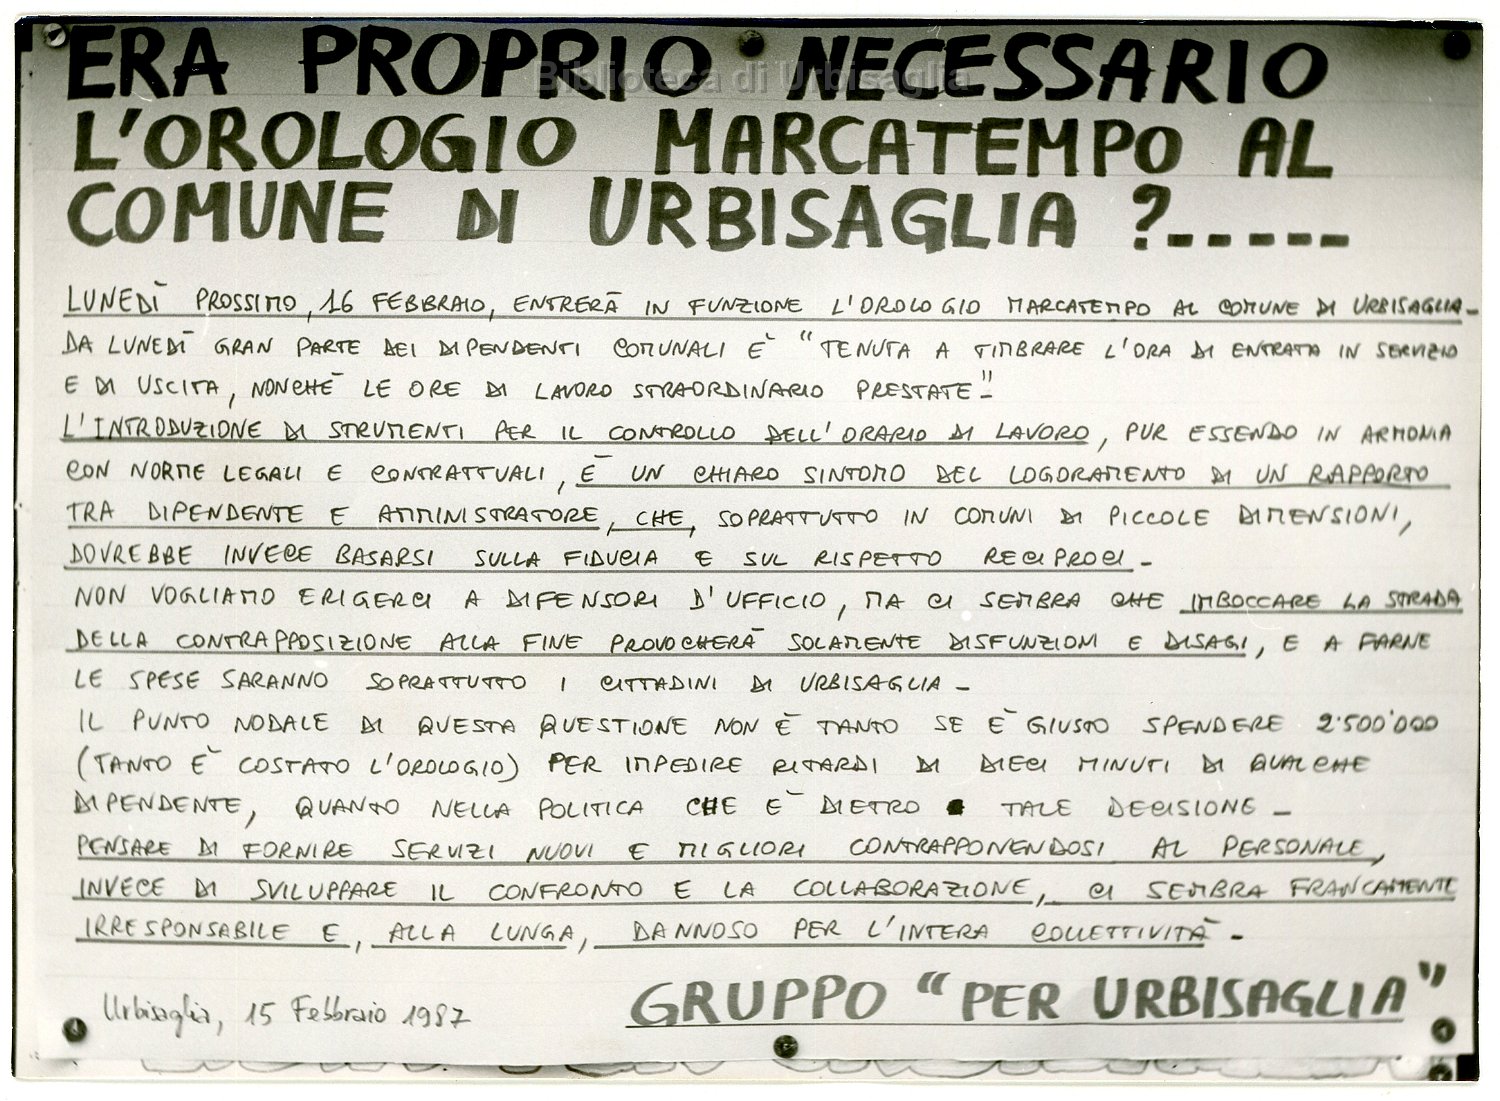 ERA PROPRIO NECESSARIO
Biblioteca di Urbisaglia
L'OROLOGIO MARCATEMPO AL
COMUNE DI URBISAGLIA ?-----
LUNEDÌ PROSSIMO, 16 FEBBRAIO, ENTRERÀ IN FUNZIONE L'OROLOGIO MARCATEMPO AL COMUNE DI URBISAGLIA-
DA LUNEDÌ GRAN PARTE DEI DIPENDENTI COMUNALI È "TENUTA A TIMBRARE L'ORA DI ENTRATA IN SERVIZIO
E DI USCITA, NONCHÈ LE ORE DI LAVORO STRAORDINARIO PRESTATE"-
L'INTRODUZIONE DI STRUMENTI PER IL CONTROLLO DELL'ORARIO DI LAVORO, PUR ESSENDO IN ARMONIA
CON NORME LEGALI E CONTRATTUALI, È UN CHIARO SINTOMO DEL LOGORAMENTO DI UN RAPPORTO
TRA DIPENDENTE E AMMINISTRATORE, CHE, SOPRATTUTTO IN COMUNI DI PICCOLE DIMENSIONI,
DOVREBBE INVECE BASARSI SULLA FIDUCIA E SUL RISPETTO RECIPROCI-
NON VOGLIAMO ERIGERCI A DIFENSORI D'UFFICIO, MA CI SEMBRA CHE IMBOCCARE LA STRADA
DELLA CONTRAPPOSIZIONE ALLA FINE PROVOCHERÀ SOLAMENTE DISFUNZIONI E DISAGI, E A FARNE
LE SPESE SARANNO SOPRATTUTTO I CITTADINI DI URBISAGLIA-
IL PUNTO NODALE DI QUESTA QUESTIONE NON È TANTO SE È GIUSTO SPENDERE 2'500'000
(TANTO È COSTATO L'OROLOGIO) PER IMPEDIRE RITARDI DI DIECI MINUTI DI QUALCHE
DIPENDENTE, QUANTO NELLA POLITICA CHE È DIETRO TALE DECISIONE-
PENSARE DI FORNIRE SERVIZI NUOVI E MIGLIORI CONTRAPPONENDOSI AL PERSONALE,
INVECE DI SVILUPPARE IL CONFRONTO E LA COLLABORAZIONE, CI SEMBRA FRANCAMENTE
IRRESPONSABILE E, ALLA LUNGA, DANNOSO PER L'INTERA COLLETTIVITÀ-
Urbisaglia, 15 Febbraio 1987
GRUPPO "PER URBISAGLIA"